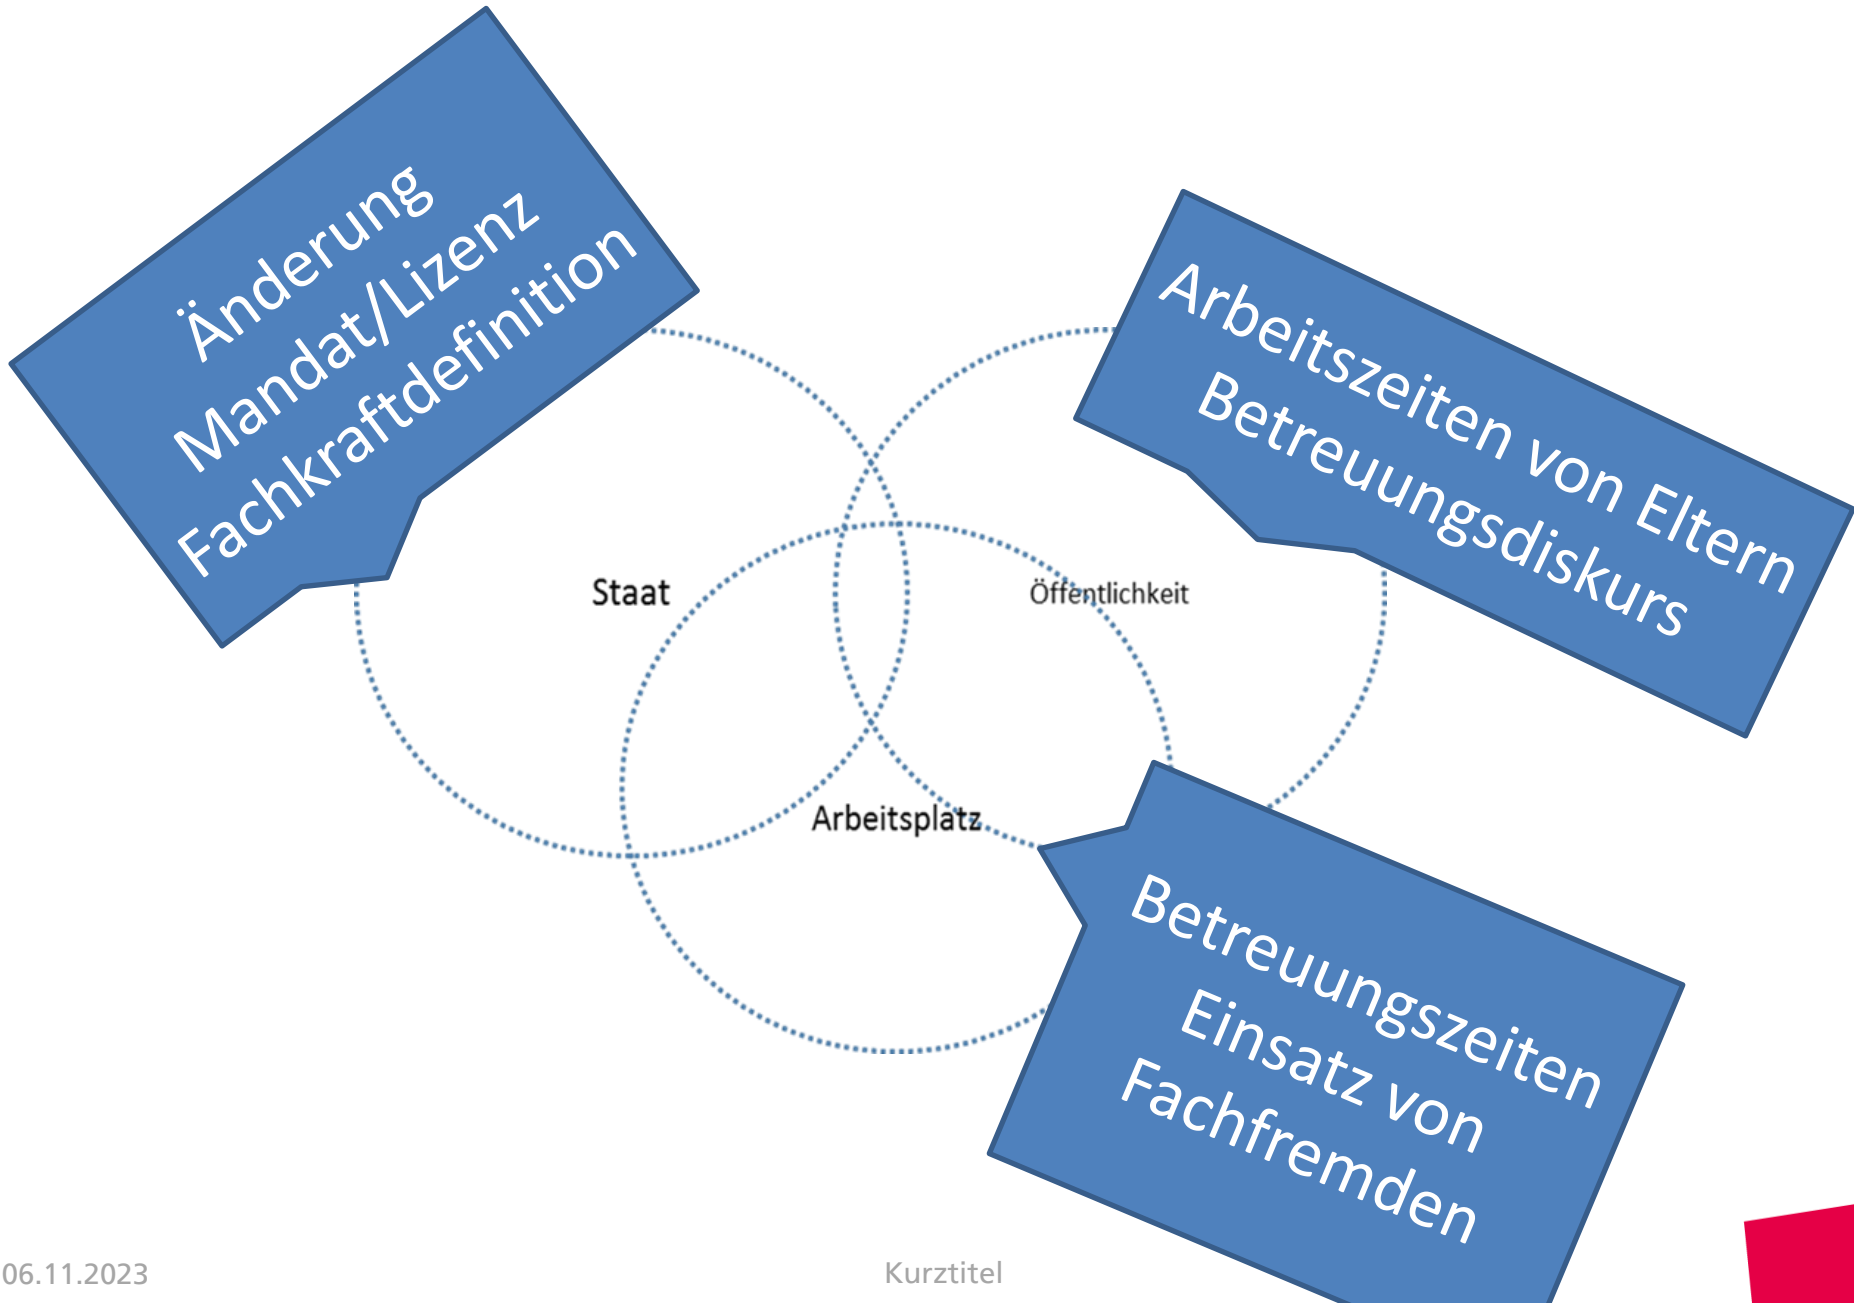 Änderung
Mandat/Lizenz
Fachkraftdefinition
Arbeitszeiten von Eltern
Betreuungsdiskurs
Staat
Öffentlichkeit
Arbeitsplatz
Betreuungszeiten
Einsatz von
Fachfremden
06.11.2023
Kurztitel